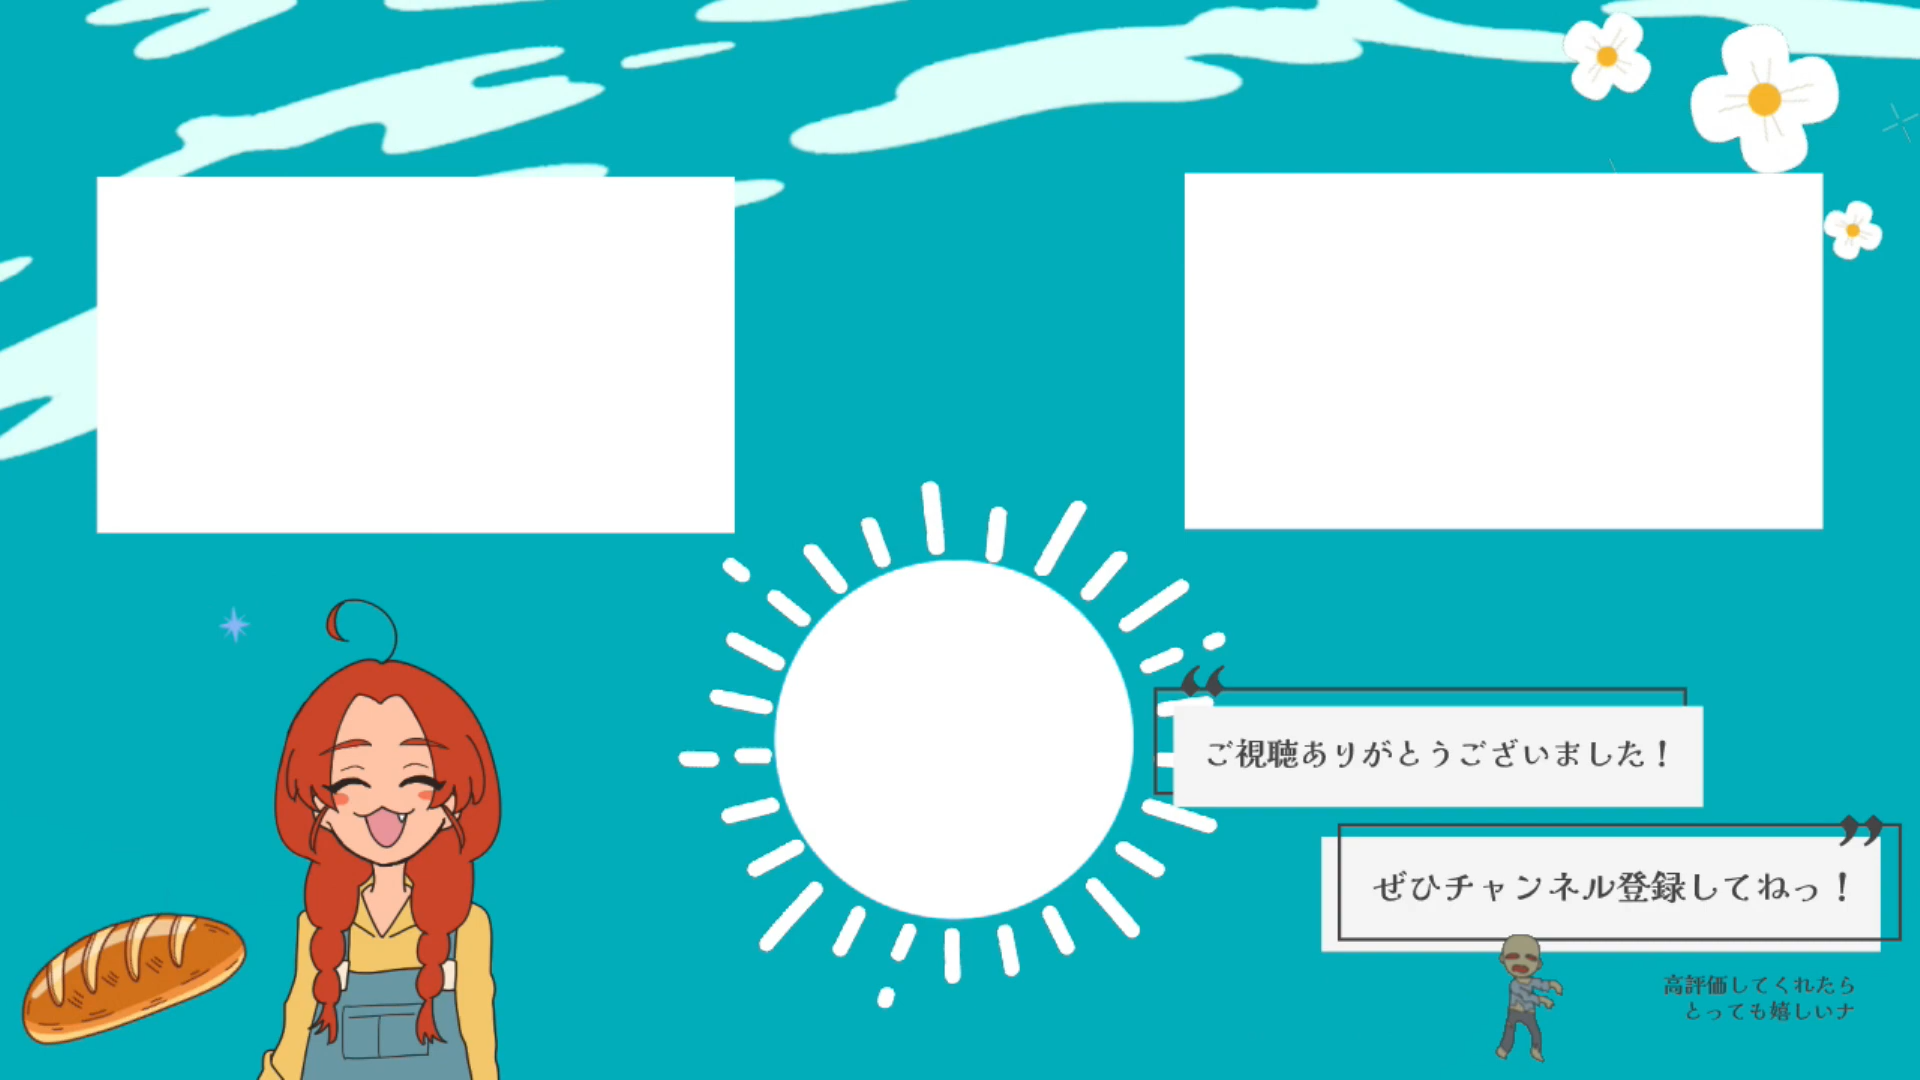 ご視聴ありがとうございました！
ぜひチャンネル登録してねっ！
高評価してくれたら
とっても嬉しいナ